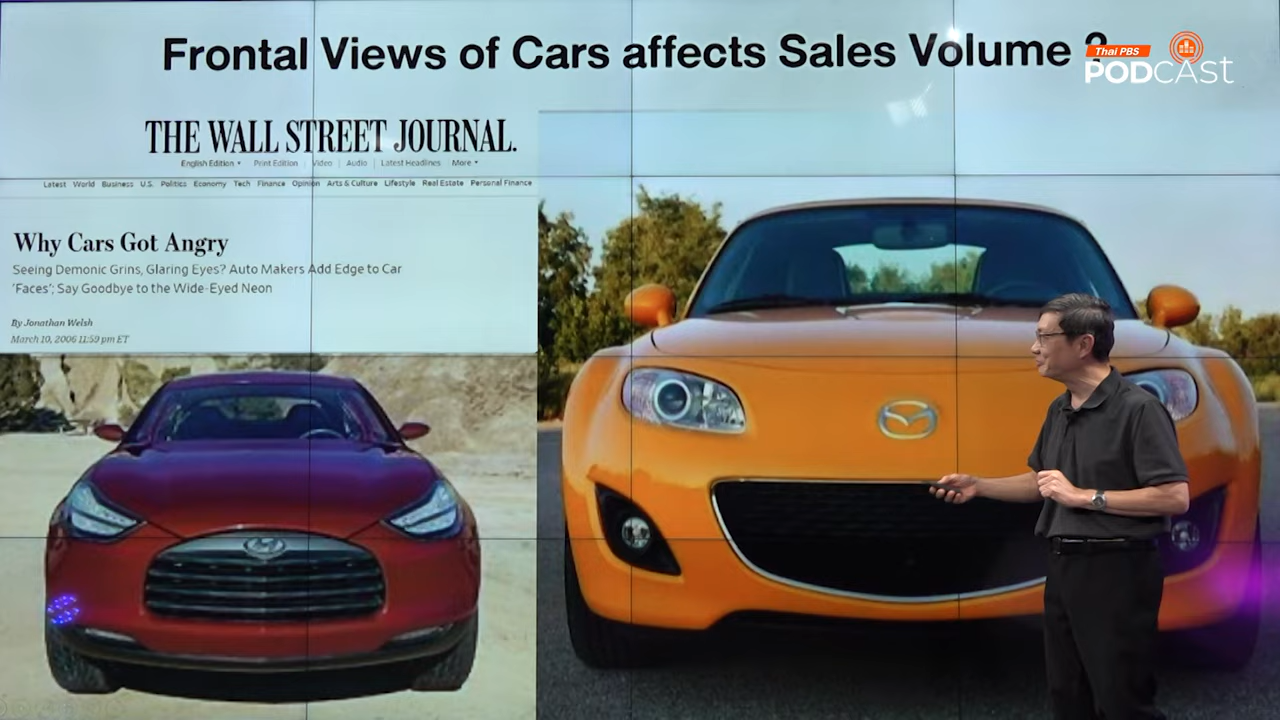 Frontal Views of Cars affects Sales Volume ?
Thai PBS
PODCAST
THE WALL STREET JOURNAL.
English Edition Print Edition Video Audio Latest Headlines More
Latest World Business U.S. Politics Economy Tech Finance Opinion Arts & Culture Lifestyle Real Estate Personal Finance
Why Cars Got Angry
Seeing Demonic Grins, Glaring Eyes? Auto Makers Add Edge to Car
'Faces'; Say Goodbye to the Wide-Eyed Neon
By Jonathan Welsh
March 10, 2006 11:59 pm ET